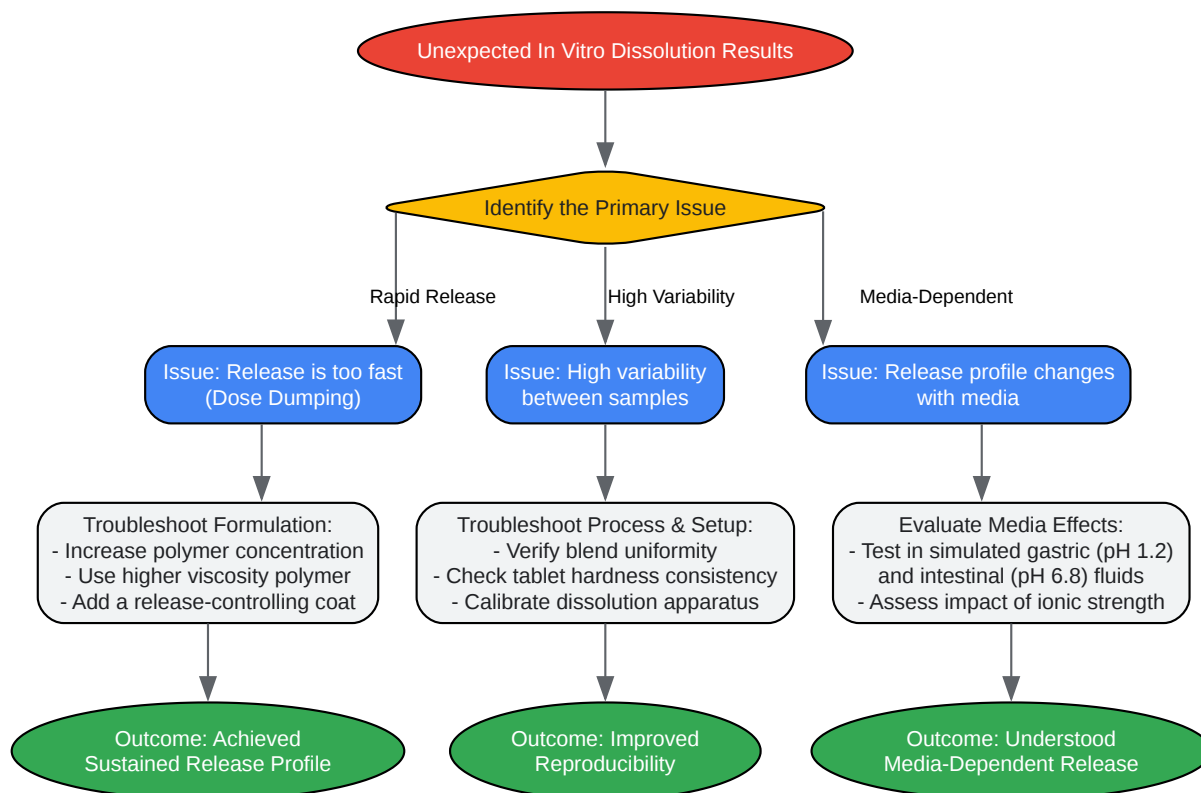 Unexpected In Vitro Dissolution Results
Identify the Primary Issue
Rapid Release
High Variability
Media-Dependent
Issue: Release is too fast
(Dose Dumping)
Issue: High variability
between samples
Issue: Release profile changes
with media
Troubleshoot Formulation:
- Increase polymer concentration
- Use higher viscosity polymer
- Add a release-controlling coat
Troubleshoot Process & Setup:
- Verify blend uniformity
- Check tablet hardness consistency
- Calibrate dissolution apparatus
Evaluate Media Effects:
- Test in simulated gastric (pH 1.2)
and intestinal (pH 6.8) fluids
- Assess impact of ionic strength
Outcome: Achieved
Sustained Release Profile
Outcome: Improved
Reproducibility
Outcome: Understood
Media-Dependent Release